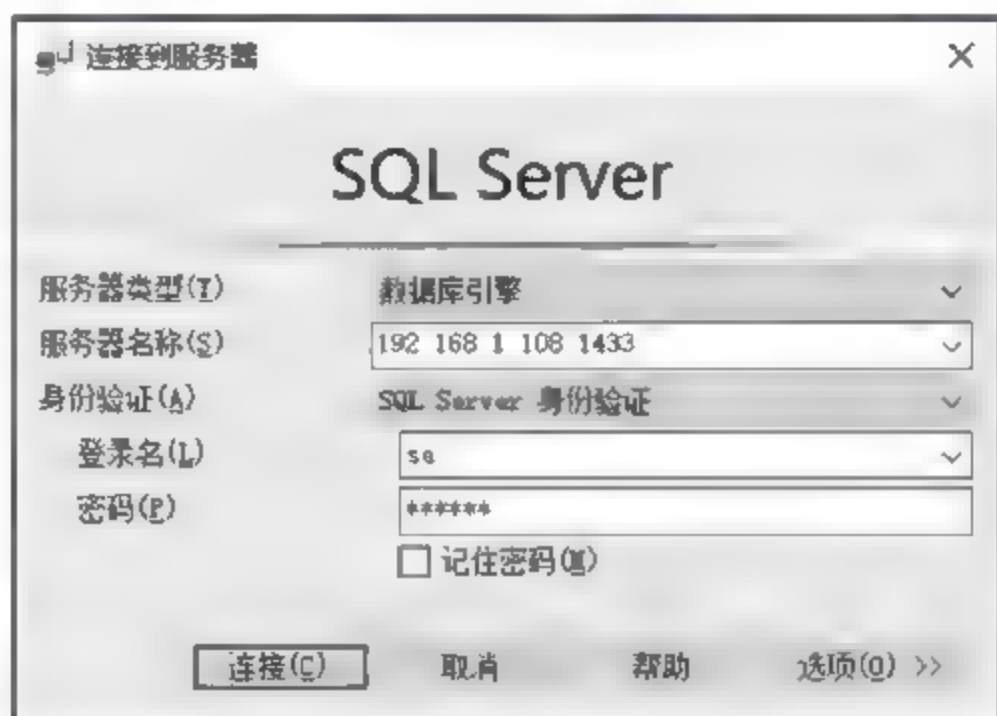 连接到服务器
SQL Server
服务器类型(T) 数据库引擎
服务器名称(S) 192 168 1 108 1433
身份验证(A) SQL Server 身份验证
登录名(L) sa
密码(P) ******
记住密码(M)
连接(C) 取消 帮助 选项(O) >>